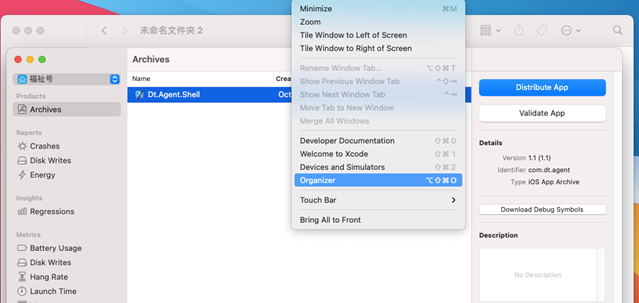 未命名文件夹 2
Minimize ⌘M
Zoom
Tile Window to Left of Screen
Tile Window to Right of Screen
Rename Window Tab... ⌥⇧⌘T
Show Previous Window Tab ^⇧⇥
Show Next Window Tab ^⇥
Move Tab to New Window
Merge All Windows
Developer Documentation ⇧⌘0
Welcome to Xcode ⇧⌘1
Devices and Simulators ⇧⌘2
Organizer ⌥⇧⌘O
Touch Bar
Bring All to Front
福祉号
Products
Archives
Reports
Crashes
Disk Writes
Energy
Insights
Regressions
Metrics
Battery Usage
Disk Writes
Hang Rate
Launch Time
Archives
Name Crea
Dt.Agent.Shell Oct
Distribute App
Validate App
Details
Version 1.1 (1.1)
Identifier com.dt.agent
Type iOS App Archive
Download Debug Symbols
Description
No Description